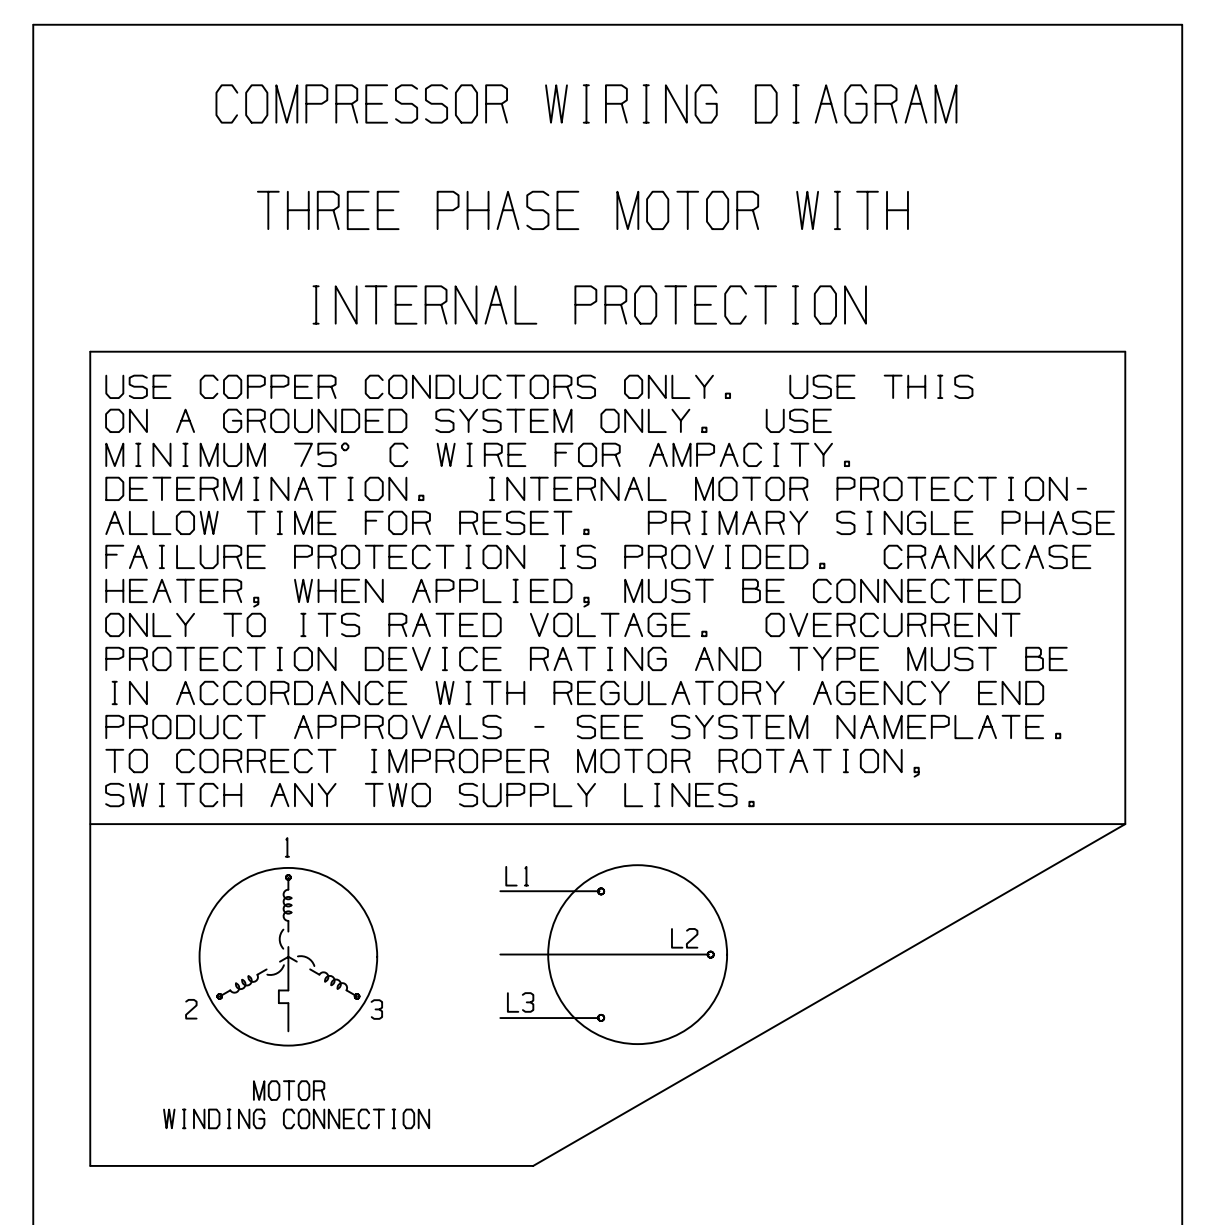 COMPRESSOR WIRING DIAGRAM
THREE PHASE MOTOR WITH
INTERNAL PROTECTION
USE COPPER CONDUCTORS ONLY. USE THIS
ON A GROUNDED SYSTEM ONLY. USE
MINIMUM 75° C WIRE FOR AMPACITY.
DETERMINATION. INTERNAL MOTOR PROTECTION-
ALLOW TIME FOR RESET. PRIMARY SINGLE PHASE
FAILURE PROTECTION IS PROVIDED. CRANKCASE
HEATER, WHEN APPLIED, MUST BE CONNECTED
ONLY TO ITS RATED VOLTAGE. OVERCURRENT
PROTECTION DEVICE RATING AND TYPE MUST BE
IN ACCORDANCE WITH REGULATORY AGENCY END
PRODUCT APPROVALS - SEE SYSTEM NAMEPLATE.
TO CORRECT IMPROPER MOTOR ROTATION,
SWITCH ANY TWO SUPPLY LINES.
1
2
3
MOTOR
WINDING CONNECTION
L1
L2
L3